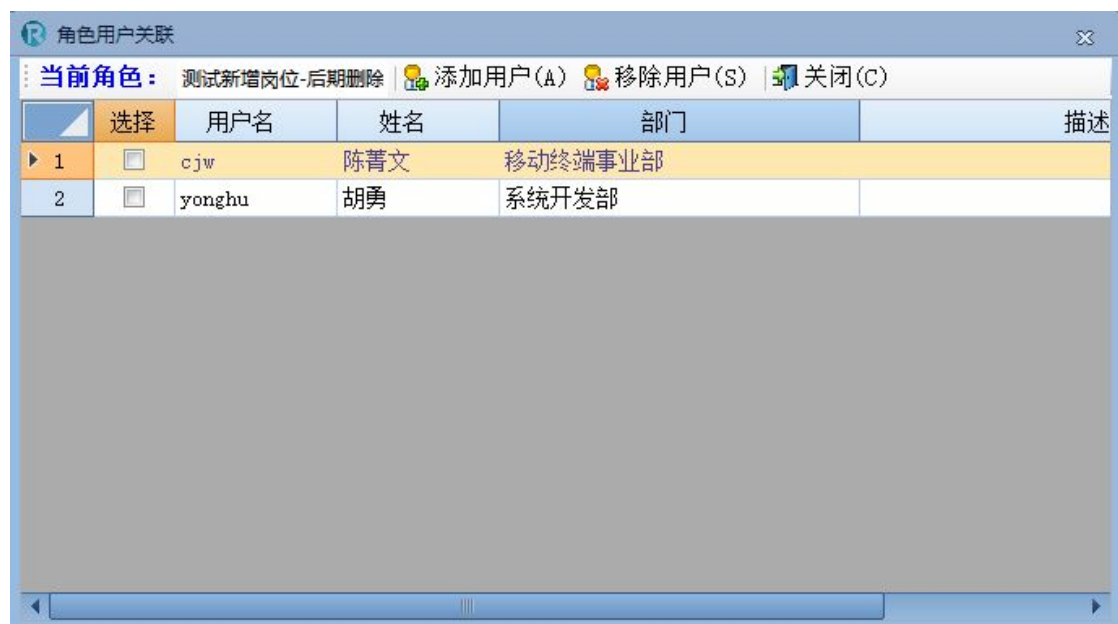 角色用户关联
当前角色： 测试新增岗位-后期删除 添加用户(A) 移除用户(S) 关闭(C)
选择 用户名 姓名 部门 描述
1 cjw 陈菁文 移动终端事业部
2 yonghu 胡勇 系统开发部